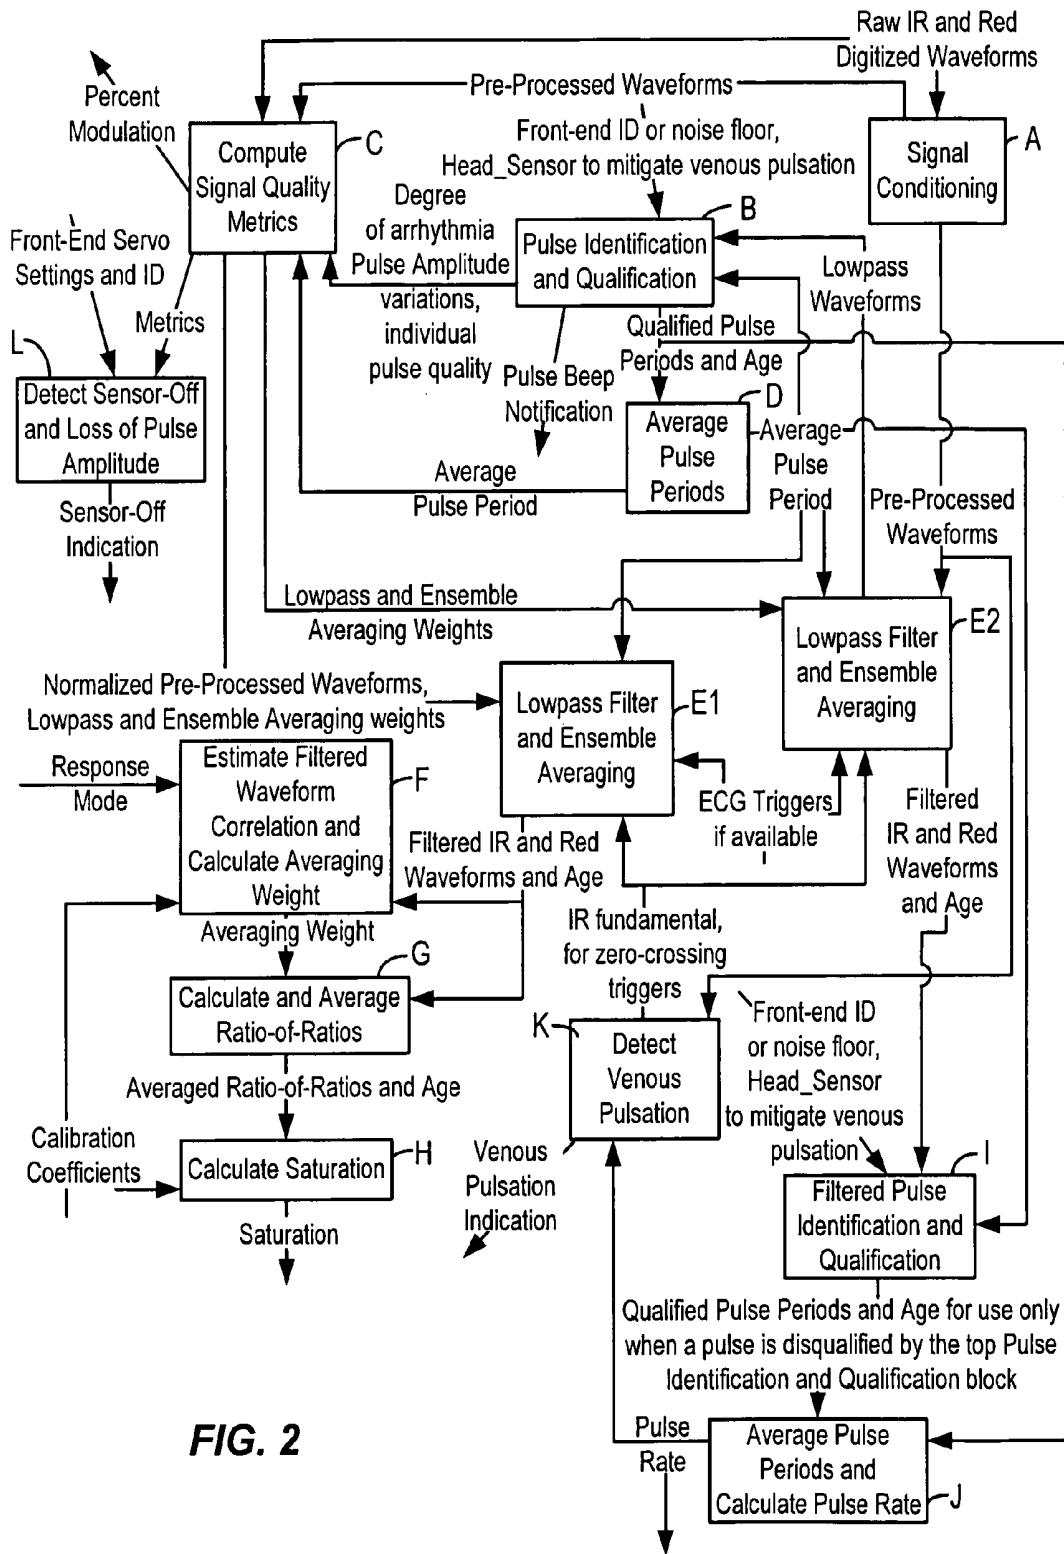 Raw IR and Red
Digitized Waveforms
Pre-Processed Waveforms
Percent
Modulation
C
Compute
Signal Quality
Metrics
Front-end ID or noise floor,
Head_Sensor to mitigate venous pulsation
A
Signal
Conditioning
Degree
of arrhythmia
Pulse Amplitude
variations,
individual
pulse quality
B
Pulse Identification
and Qualification
Lowpass
Waveforms
Front-End Servo
Settings and ID
Metrics
L
Detect Sensor-Off
and Loss of Pulse
Amplitude
Qualified Pulse
Periods and Age
Pulse Beep
Notification
D
Average
Pulse
Periods
Average
Pulse
Period
Average
Pulse Period
Sensor-Off
Indication
Pre-Processed
Waveforms
Lowpass and Ensemble
Averaging Weights
E2
Lowpass Filter
and Ensemble
Averaging
Normalized Pre-Processed Waveforms,
Lowpass and Ensemble Averaging weights
E1
Lowpass Filter
and Ensemble
Averaging
Response
Mode
F
Estimate Filtered
Waveform
Correlation and
Calculate Averaging
Weight
ECG Triggers
if available
Filtered IR and Red
Waveforms and Age
Filtered
IR and Red
Waveforms
and Age
Averaging Weight
IR fundamental,
for zero-crossing
triggers
G
Calculate and Average
Ratio-of-Ratios
K
Detect
Venous
Pulsation
Front-end ID
or noise floor,
Head_Sensor
to mitigate venous
pulsation
Averaged Ratio-of-Ratios and Age
Calibration
Coefficients
H
Calculate Saturation
Venous
Pulsation
Indication
I
Filtered Pulse
Identification and
Qualification
Saturation
Qualified Pulse Periods and Age for use only
when a pulse is disqualified by the top Pulse
Identification and Qualification block
Pulse
Rate
Average Pulse
Periods and
Calculate Pulse Rate
J
FIG. 2